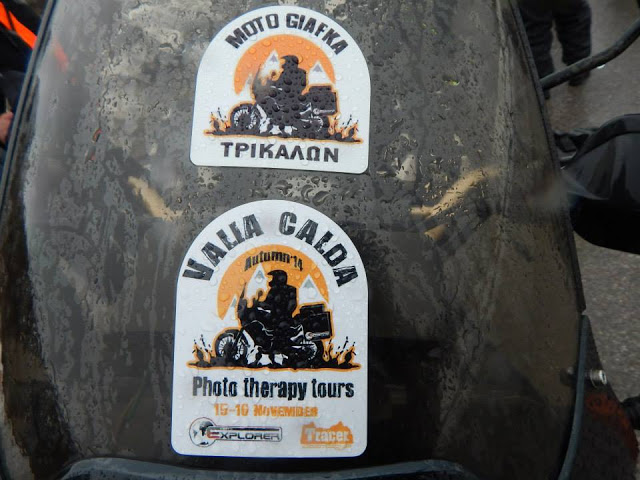 MOTO GIAFKA
ΤΡΙΚΑΛΩΝ
VALIA CALDA
Autumn'14
Photo therapy tours
15-16 NOVEMBER
EXPLORER
Tracer